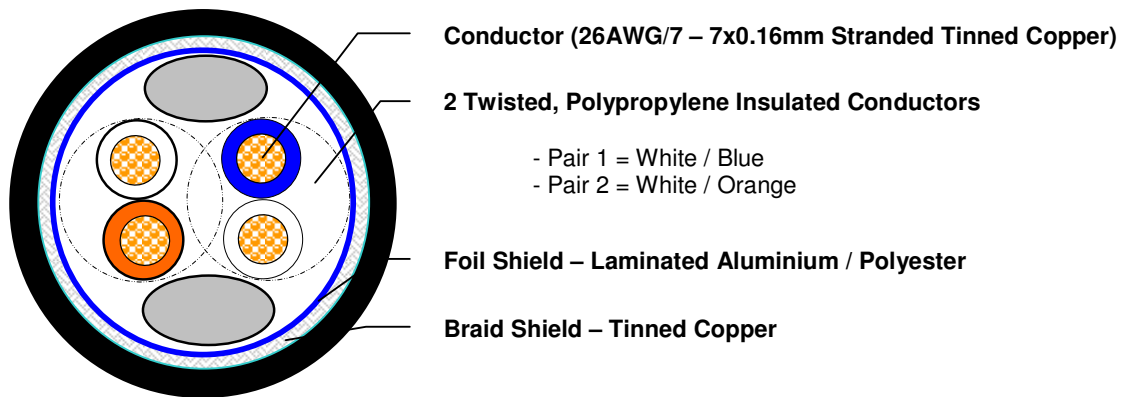 Conductor (26AWG/7 – 7x0.16mm Stranded Tinned Copper)
2 Twisted, Polypropylene Insulated Conductors
- Pair 1 = White / Blue
- Pair 2 = White / Orange
Foil Shield – Laminated Aluminium / Polyester
Braid Shield – Tinned Copper